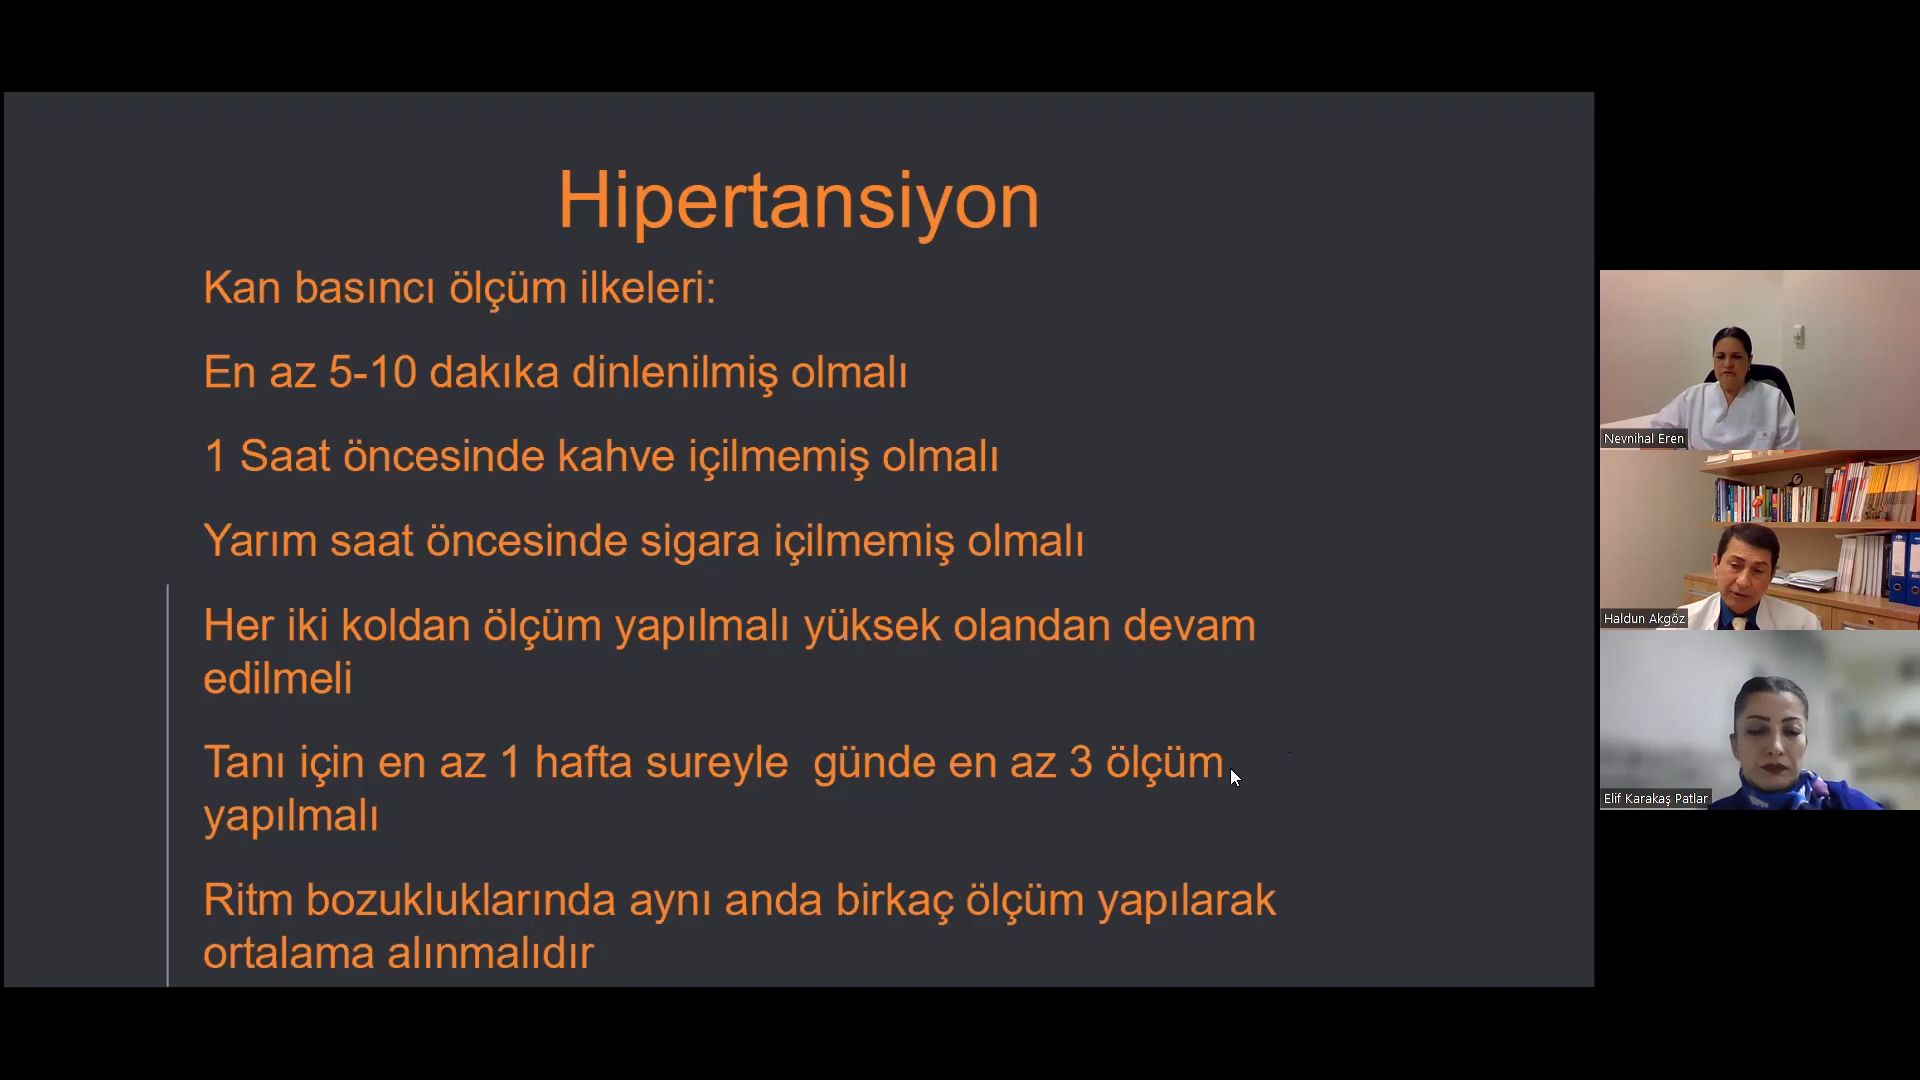 Hipertansiyon
Kan basıncı ölçüm ilkeleri:
En az 5-10 dakıka dinlenilmiş olmalı
1 Saat öncesinde kahve içilmemiş olmalı
Yarım saat öncesinde sigara içilmemiş olmalı
Her iki koldan ölçüm yapılmalı yüksek olandan devam
edilmeli
Tanı için en az 1 hafta sureyle  günde en az 3 ölçüm
yapılmalı
Ritm bozukluklarında aynı anda birkaç ölçüm yapılarak
ortalama alınmalıdır
Nevnihal Eren
Haldun Akgöz
Elif Karakaş Patlar